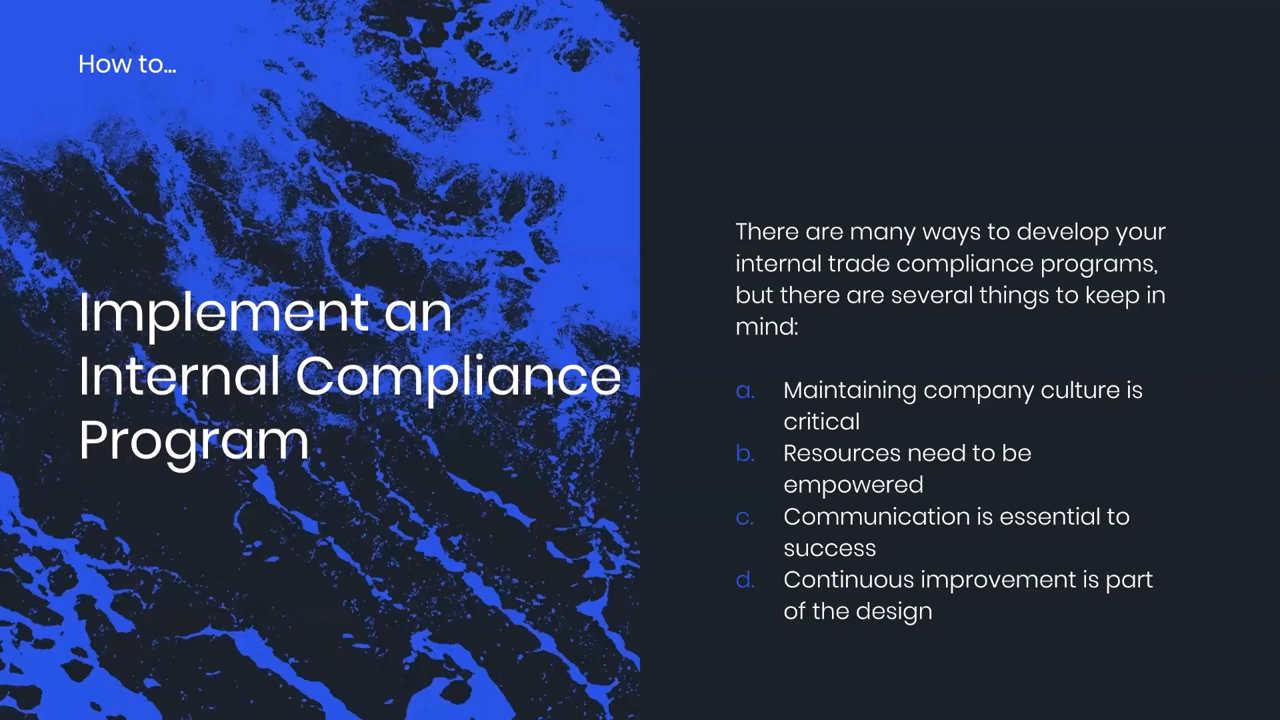 How to...
Implement an
Internal Compliance
Program
There are many ways to develop your
internal trade compliance programs,
but there are several things to keep in
mind:
a. Maintaining company culture is
critical
b. Resources need to be
empowered
c. Communication is essential to
success
d. Continuous improvement is part
of the design